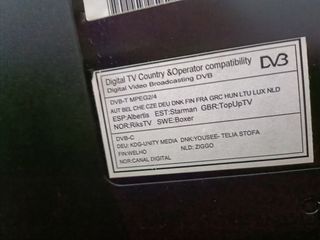 Digital TV Country &Operator compatibility
DVB
Digital Video Broadcasting DVB
DVB-T MPEG2/4
AUT BEL CHE CZE DEU DNK FIN FRA GRC HUN LTU LUX NLD
ESP:Albertis EST:Starman GBR:TopUpTV
NOR:RiksTV SWE:Boxer
DVB-C
DEU: KDG-UNITY MEDIA DNK:YOUSEE- TELIA STOFA
FIN:WELHO NLD: ZIGGO
NOR:CANAL DIGITAL